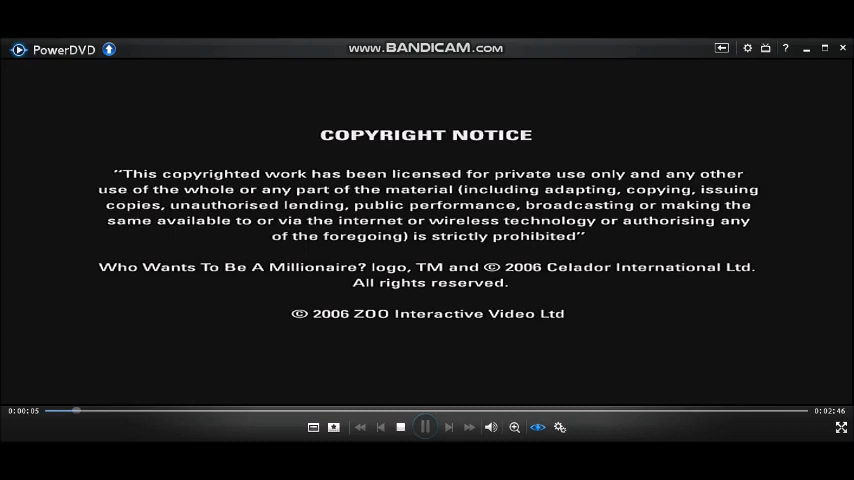 PowerDVD
www.BANDICAM.com
?
COPYRIGHT NOTICE
"This copyrighted work has been licensed for private use only and any other
use of the whole or any part of the material (including adapting, copying, issuing
copies, unauthorised lending, public performance, broadcasting or making the
same available to or via the internet or wireless technology or authorising any
of the foregoing) is strictly prohibited"
Who Wants To Be A Millionaire? logo, TM and © 2006 Celador International Ltd.
All rights reserved.
© 2006 ZOO Interactive Video Ltd
0:00:05
0:02:46